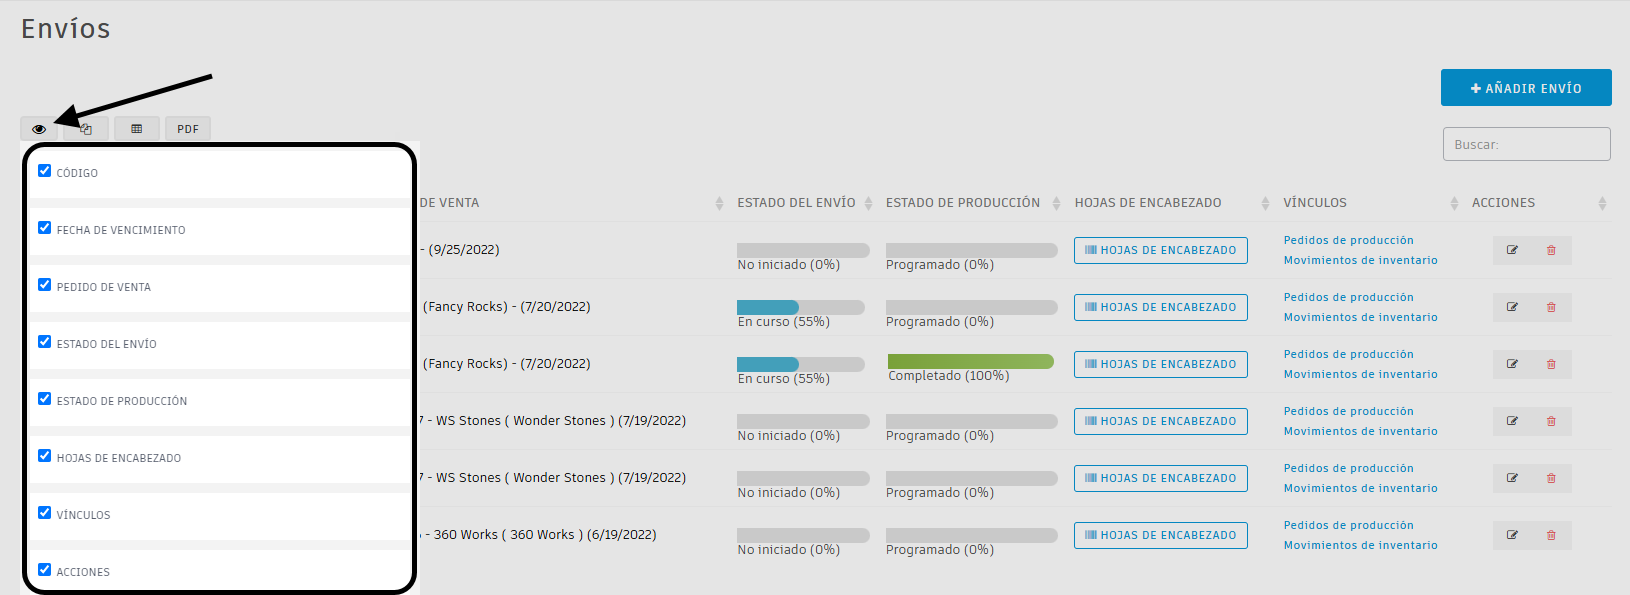 Envíos
AÑADIR ENVÍO
PDF
Buscar:
CÓDIGO
FECHA DE VENCIMIENTO
PEDIDO DE VENTA
ESTADO DEL ENVÍO
ESTADO DE PRODUCCIÓN
HOJAS DE ENCABEZADO
VÍNCULOS
ACCIONES
DE VENTA ESTADO DEL ENVÍO ESTADO DE PRODUCCIÓN HOJAS DE ENCABEZADO VÍNCULOS ACCIONES
- (9/25/2022) HOJAS DE ENCABEZADO Pedidos de producción
No iniciado (0%) Programado (0%) Movimientos de inventario
(Fancy Rocks) - (7/20/2022) HOJAS DE ENCABEZADO Pedidos de producción
En curso (55%) Programado (0%) Movimientos de inventario
(Fancy Rocks) - (7/20/2022) HOJAS DE ENCABEZADO Pedidos de producción
En curso (55%) Completado (100%) Movimientos de inventario
7 - WS Stones ( Wonder Stones ) (7/19/2022) HOJAS DE ENCABEZADO Pedidos de producción
No iniciado (0%) Programado (0%) Movimientos de inventario
7 - WS Stones ( Wonder Stones ) (7/19/2022) HOJAS DE ENCABEZADO Pedidos de producción
No iniciado (0%) Programado (0%) Movimientos de inventario
- 360 Works ( 360 Works ) (6/19/2022) HOJAS DE ENCABEZADO Pedidos de producción
No iniciado (0%) Programado (0%) Movimientos de inventario